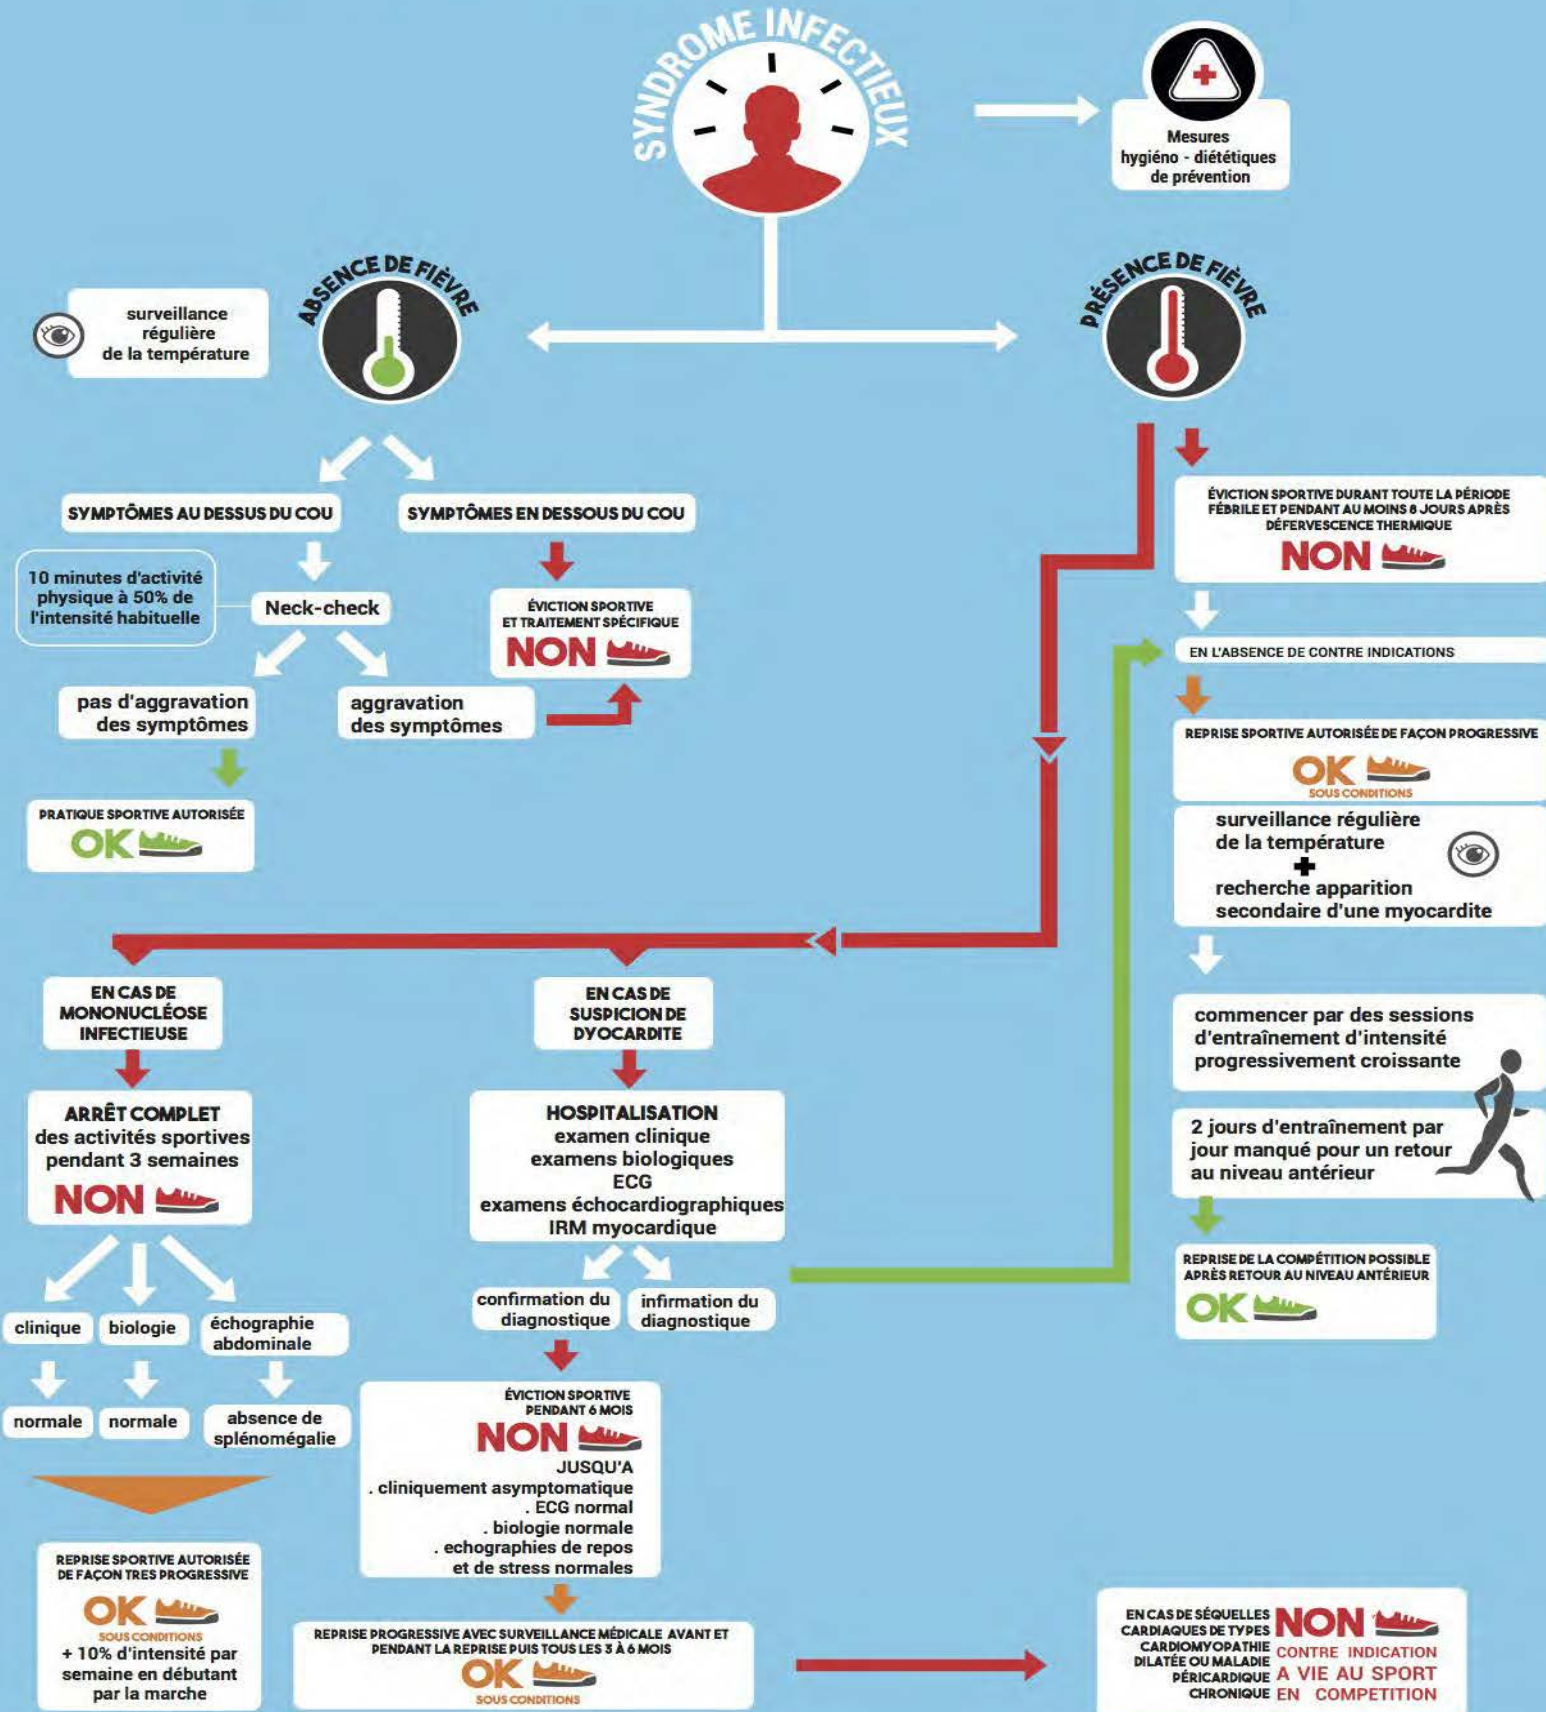 SYNDROME INFECTIEUX
Mesures
hygiéno - diététiques
de prévention
ABSENCE DE FIÈVRE
surveillance
régulière
de la température
PRÉSENCE DE FIÈVRE
SYMPTÔMES AU DESSUS DU COU
SYMPTÔMES EN DESSOUS DU COU
10 minutes d'activité
physique à 50% de
l'intensité habituelle
Neck-check
ÉVICTION SPORTIVE
ET TRAITEMENT SPÉCIFIQUE
NON
pas d'aggravation
des symptômes
aggravation
des symptômes
PRATIQUE SPORTIVE AUTORISÉE
OK
ÉVICTION SPORTIVE DURANT TOUTE LA PÉRIODE
FÉBRILE ET PENDANT AU MOINS 8 JOURS APRÈS
DÉFERVESCENCE THERMIQUE
NON
EN L'ABSENCE DE CONTRE INDICATIONS
REPRISE SPORTIVE AUTORISÉE DE FAÇON PROGRESSIVE
OK
SOUS CONDITIONS
surveillance régulière
de la température
+
recherche apparition
secondaire d'une myocardite
commencer par des sessions
d'entraînement d'intensité
progressivement croissante
2 jours d'entraînement par
jour manqué pour un retour
au niveau antérieur
REPRISE DE LA COMPÉTITION POSSIBLE
APRÈS RETOUR AU NIVEAU ANTÉRIEUR
OK
EN CAS DE
MONONUCLÉOSE
INFECTIEUSE
ARRÊT COMPLET
des activités sportives
pendant 3 semaines
NON
clinique
biologie
échographie
abdominale
normale
normale
absence de
splénomégalie
REPRISE SPORTIVE AUTORISÉE
DE FAÇON TRES PROGRESSIVE
OK
SOUS CONDITIONS
+ 10% d'intensité par
semaine en débutant
par la marche
EN CAS DE
SUSPICION DE
DYOCARDITE
HOSPITALISATION
examen clinique
examens biologiques
ECG
examens échocardiographiques
IRM myocardique
confirmation du
diagnostique
infirmation du
diagnostique
ÉVICTION SPORTIVE
PENDANT 6 MOIS
NON
JUSQU'A
. cliniquement asymptomatique
. ECG normal
. biologie normale
. echographies de repos
et de stress normales
REPRISE PROGRESSIVE AVEC SURVEILLANCE MÉDICALE AVANT ET
PENDANT LA REPRISE PUIS TOUS LES 3 À 6 MOIS
OK
SOUS CONDITIONS
EN CAS DE SÉQUELLES
CARDIAQUES DE TYPES
CARDIOMYOPATHIE
DILATÉE OU MALADIE
PÉRICARDIQUE
CHRONIQUE
NON
CONTRE INDICATION
A VIE AU SPORT
EN COMPETITION